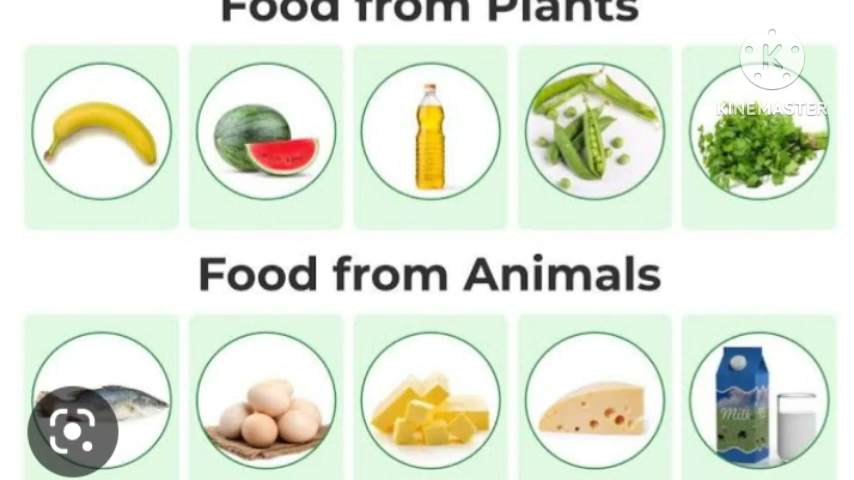 Food from Plants
K
KINEMASTER
Food from Animals
Milk